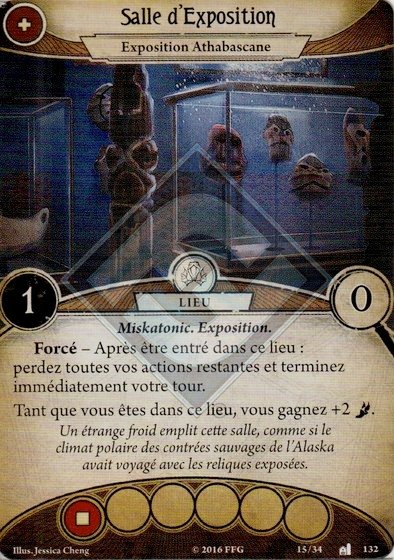 Salle d'Exposition
Exposition Athabascane
1
LIEU
0
Miskatonic. Exposition.
Forcé – Après être entré dans ce lieu :
perdez toutes vos actions restantes et terminez
immédiatement votre tour.
Tant que vous êtes dans ce lieu, vous gagnez +2 .
Un étrange froid emplit cette salle, comme si le
climat polaire des contrées sauvages de l'Alaska
avait voyagé avec les reliques exposées.
Illus. Jessica Cheng
© 2016 FFG
15/34
132